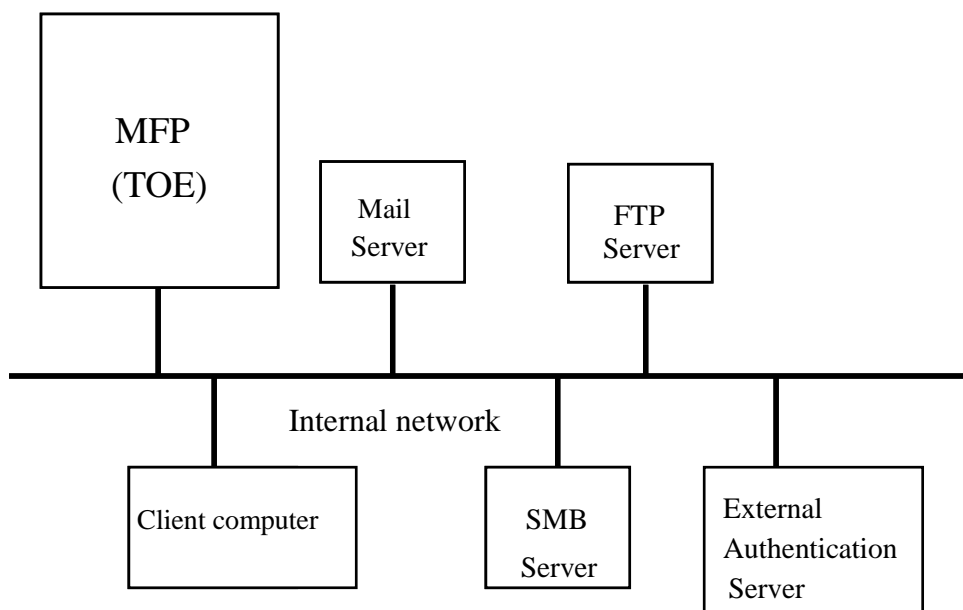 MFP
(TOE)
Mail
Server
FTP
Server
Internal network
Client computer
SMB
Server
External
Authentication
Server